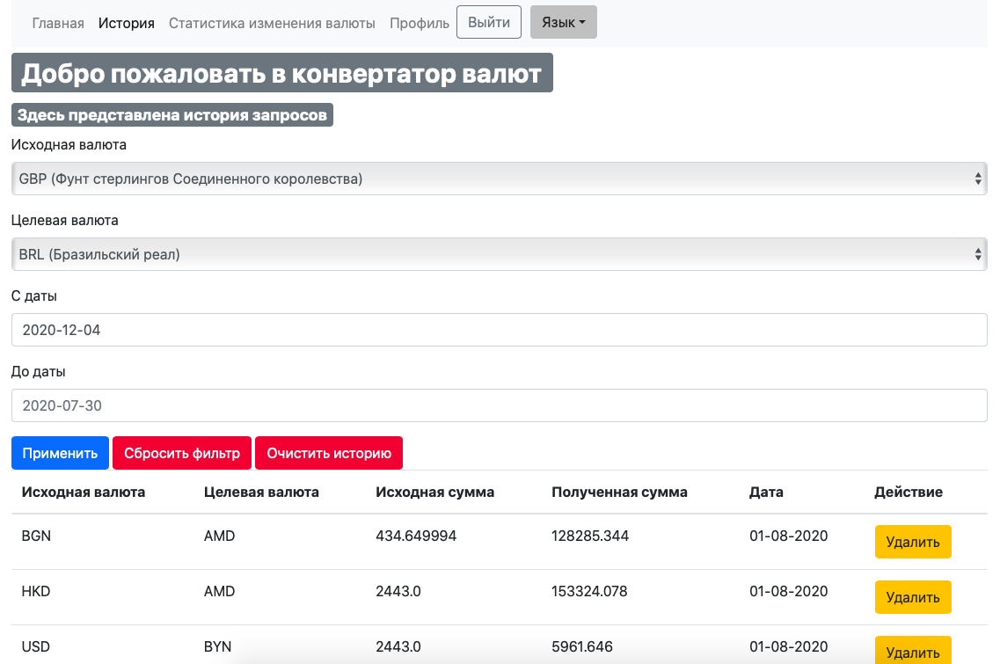 Главная История Статистика изменения валюты Профиль Выйти Язык
Добро пожаловать в конвертатор валют
Здесь представлена история запросов
Исходная валюта
GBP (Фунт стерлингов Соединенного королевства)
Целевая валюта
BRL (Бразильский реал)
С даты
2020-12-04
До даты
2020-07-30
Применить Сбросить фильтр Очистить историю
Исходная валюта Целевая валюта Исходная сумма Полученная сумма Дата Действие
BGN AMD 434.649994 128285.344 01-08-2020 Удалить
HKD AMD 2443.0 153324.078 01-08-2020 Удалить
USD BYN 2443.0 5961.646 01-08-2020 Удалить